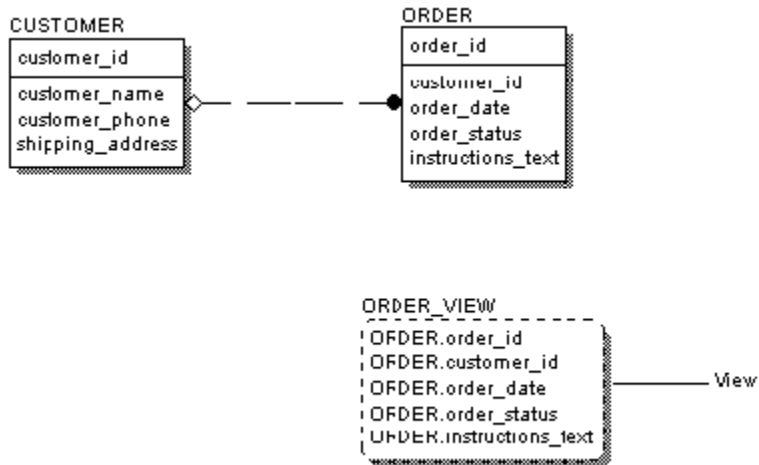 CUSTOMER
customer_id
customer_name
customer_phone
shipping_address
ORDER
order_id
customer_id
order_date
order_status
instructions_text
ORDER_VIEW
ORDER.order_id
ORDER.customer_id
ORDER.order_date
ORDER.order_status
ORDER.instructions_text
View